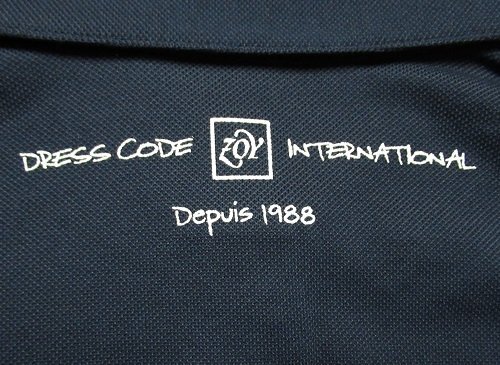 DRESS CODE ZOY INTERNATIONAL
Depuis 1988